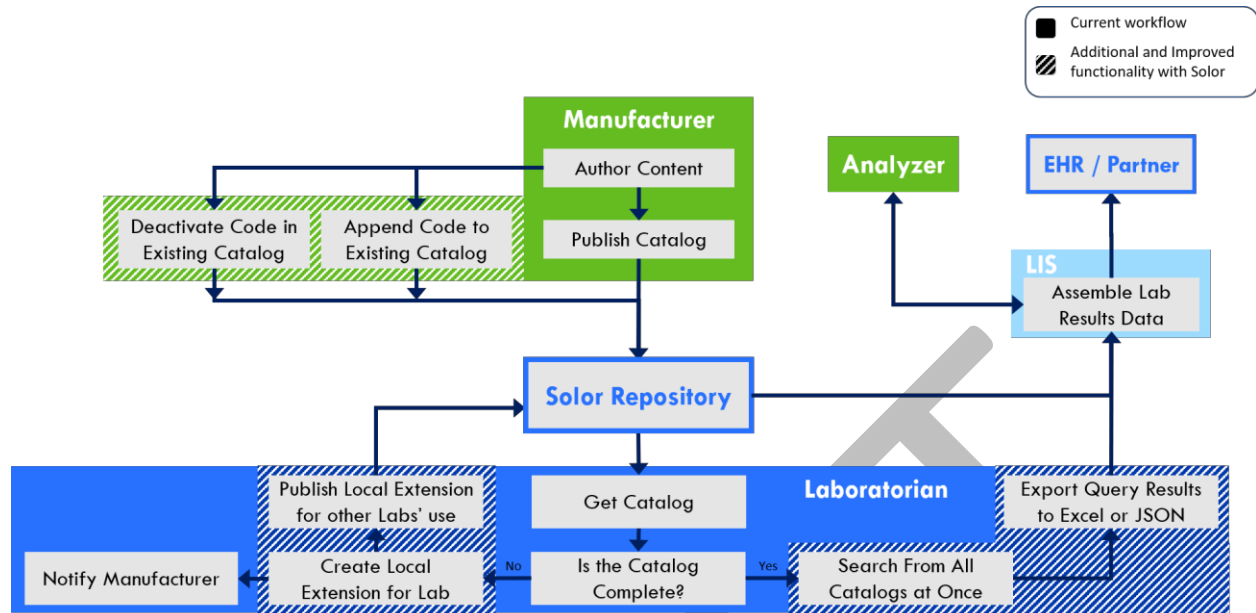 Current workflow
Additional and Improved
functionality with Solor
Manufacturer
Author Content
Publish Catalog
Deactivate Code in
Existing Catalog
Append Code to
Existing Catalog
Analyzer
EHR / Partner
LIS
Assemble Lab
Results Data
Solor Repository
Laboratorian
Publish Local Extension
for other Labs' use
Get Catalog
Export Query Results
to Excel or JSON
Notify Manufacturer
Create Local
Extension for Lab
No
Is the Catalog
Complete?
Yes
Search From All
Catalogs at Once